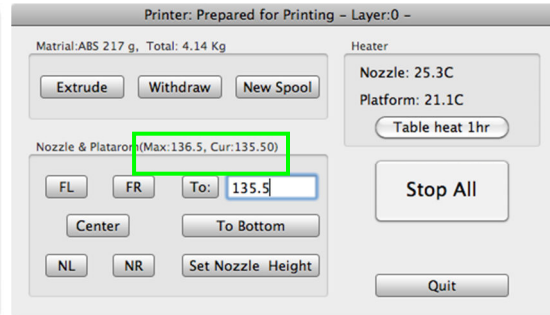 Printer: Prepared for Printing - Layer:0 -
Matrial:ABS 217 g, Total: 4.14 Kg
Extrude Withdraw New Spool
Heater
Nozzle: 25.3C
Platform: 21.1C
Table heat 1hr
Nozzle & Platarom(Max:136.5, Cur:135.50)
FL FR To: 135.5
Center To Bottom
NL NR Set Nozzle Height
Stop All
Quit